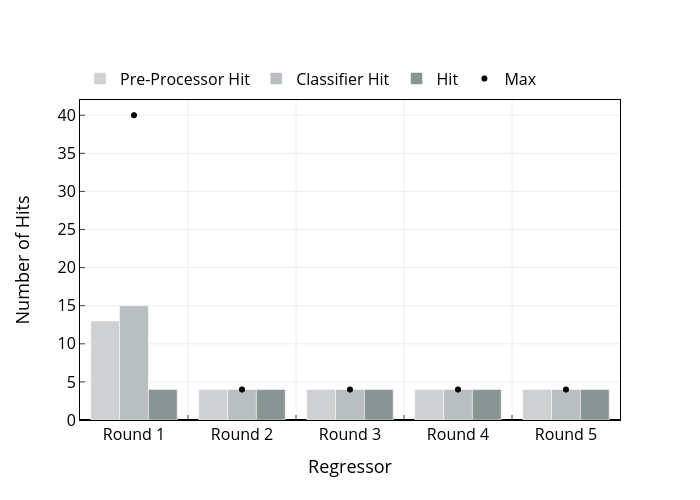 Pre-Processor Hit Classifier Hit Hit Max
Number of Hits
40
35
30
25
20
15
10
5
0
Round 1 Round 2 Round 3 Round 4 Round 5
Regressor